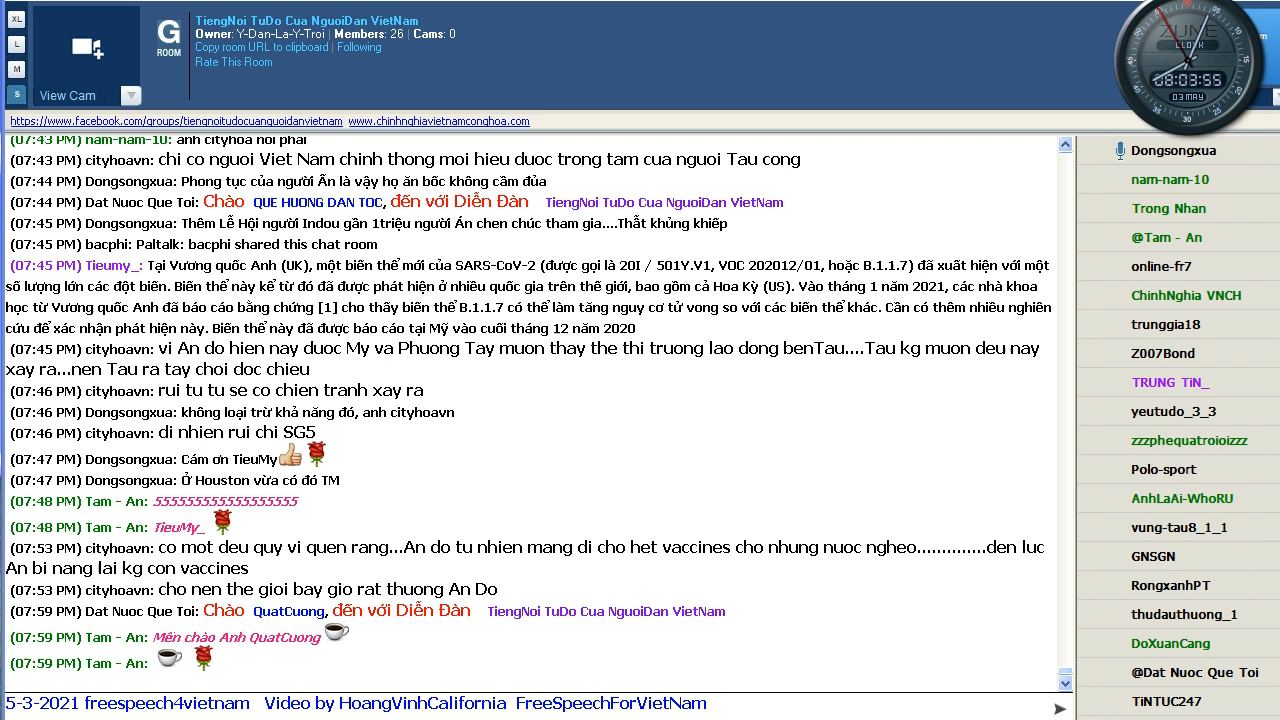 XL
L
M
S
View Cam
G
ROOM
TiengNoi TuDo Cua NguoiDan VietNam
Owner: Y-Dan-La-Y-Troi | Members: 26 | Cams: 0
Copy room URL to clipboard | Following
Rate This Room
ZUNE
CLOCK
08:03:55
03 MAY
https://www.facebook.com/groups/tiengnoitudocuanguoidanvietnam www.chinhnghiavietnamconghoa.com
(07:43 PM) nam-nam-10: anh cityhoa noi phai
(07:43 PM) cityhoavn: chi co nguoi Viet Nam chinh thong moi hieu duoc trong tam cua nguoi Tau cong
(07:44 PM) Dongsongxua: Phong tục của người Ấn là vậy họ ăn bốc không cầm đủa
(07:44 PM) Dat Nuoc Que Toi: Chào QUE HUONG DAN TOC, đến với Diễn Đàn TiengNoi TuDo Cua NguoiDan VietNam
(07:45 PM) Dongsongxua: Thêm Lễ Hội người Indou gần 1triệu người Án chen chúc tham gia....Thật khủng khiếp
(07:45 PM) bacphi: Paltalk: bacphi shared this chat room
(07:45 PM) Tieumy_: Tại Vương quốc Anh (UK), một biến thể mới của SARS-CoV-2 (được gọi là 20I / 501Y.V1, VOC 202012/01, hoặc B.1.1.7) đã xuất hiện với một
số lượng lớn các đột biến. Biến thể này kể từ đó đã được phát hiện ở nhiều quốc gia trên thế giới, bao gồm cả Hoa Kỳ (US). Vào tháng 1 năm 2021, các nhà khoa
học từ Vương quốc Anh đã báo cáo bằng chứng [1] cho thấy biến thể B.1.1.7 có thể làm tăng nguy cơ tử vong so với các biến thể khác. Cần có thêm nhiều nghiên
cứu để xác nhận phát hiện này. Biến thể này đã được báo cáo tại Mỹ vào cuối tháng 12 năm 2020
(07:45 PM) cityhoavn: vi An do hien nay duoc My va Phuong Tay muon thay the thi truong lao dong benTau....Tau kg muon deu nay
xay ra...nen Tau ra tay choi doc chieu
(07:46 PM) cityhoavn: rui tu tu se co chien tranh xay ra
(07:46 PM) Dongsongxua: không loại trừ khả năng đó, anh cityhoavn
(07:46 PM) cityhoavn: di nhien rui chi SG5
(07:47 PM) Dongsongxua: Cám ơn TieuMy
(07:47 PM) Dongsongxua: Ở Houston vừa có đó TM
(07:48 PM) Tam - An: 5555555555555555555
(07:48 PM) Tam - An: TieuMy_
(07:53 PM) cityhoavn: co mot deu quy vi quen rang...An do tu nhien mang di cho het vaccines cho nhung nuoc ngheo..............den luc
An bi nang lai kg con vaccines
(07:53 PM) cityhoavn: cho nen the gioi bay gio rat thuong An Do
(07:59 PM) Dat Nuoc Que Toi: Chào QuatCuong, đến với Diễn Đàn TiengNoi TuDo Cua NguoiDan VietNam
(07:59 PM) Tam - An: Mến chào Anh QuatCuong
(07:59 PM) Tam - An:
5-3-2021 freespeech4vietnam Video by HoangVinhCalifornia FreeSpeechForVietNam
Dongsongxua
nam-nam-10
Trong Nhan
@Tam - An
online-fr7
ChinhNghia VNCH
trunggia18
Z007Bond
TRUNG TiN_
yeutudo_3_3
zzzphequatroioizzz
Polo-sport
AnhLaAi-WhoRU
vung-tau8_1_1
GNSGN
RongxanhPT
thudauthuong_1
DoXuanCang
@Dat Nuoc Que Toi
TiNTUC247